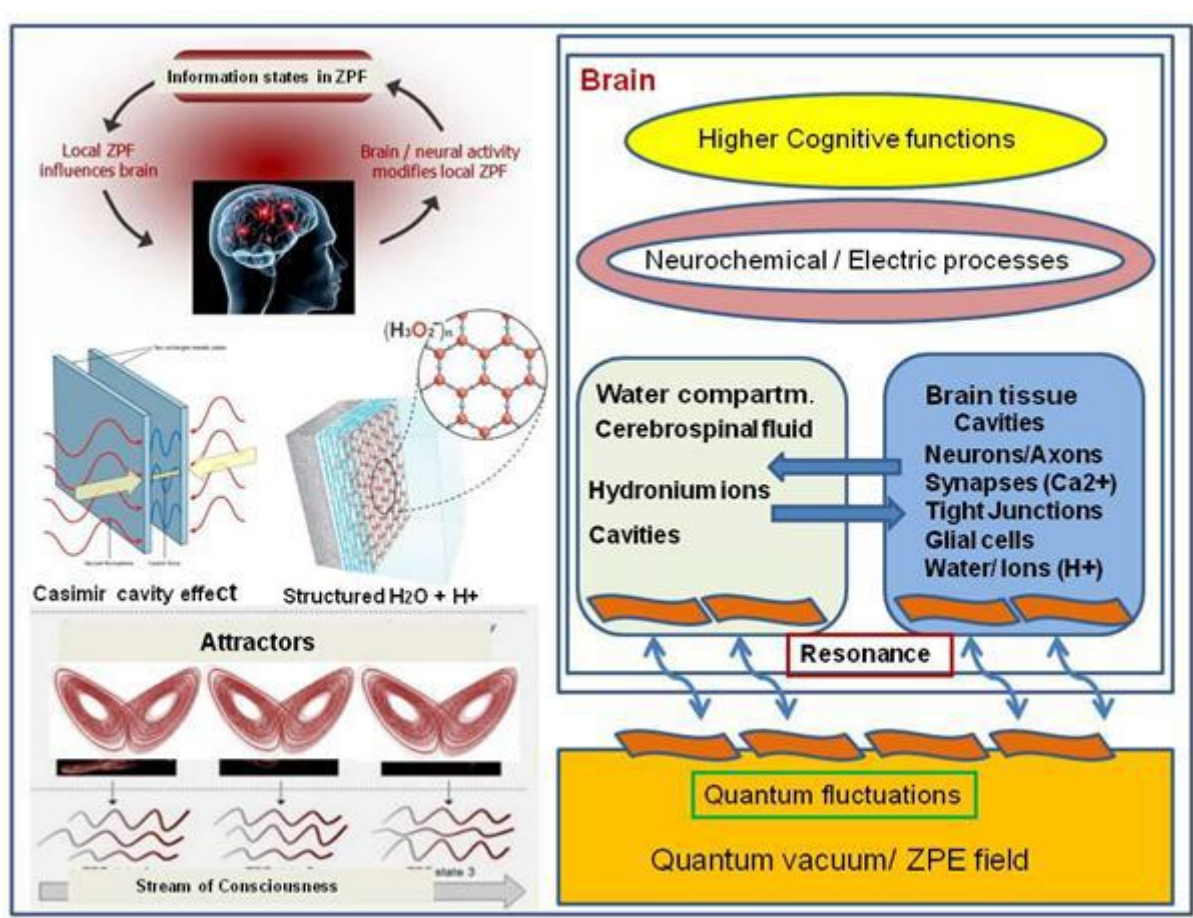 Information states in ZPF
Local ZPF
influences brain
Brain / neural activity
modifies local ZPF
(H3O2⁻)n
Casimir cavity effect
Structured H2O + H+
Attractors
state 3
Stream of Consciousness
Brain
Higher Cognitive functions
Neurochemical / Electric processes
Water compartm.
Cerebrospinal fluid
Hydronium ions
Cavities
Brain tissue
Cavities
Neurons/Axons
Synapses (Ca2+)
Tight Junctions
Glial cells
Water/ Ions (H+)
Resonance
Quantum fluctuations
Quantum vacuum/ ZPE field